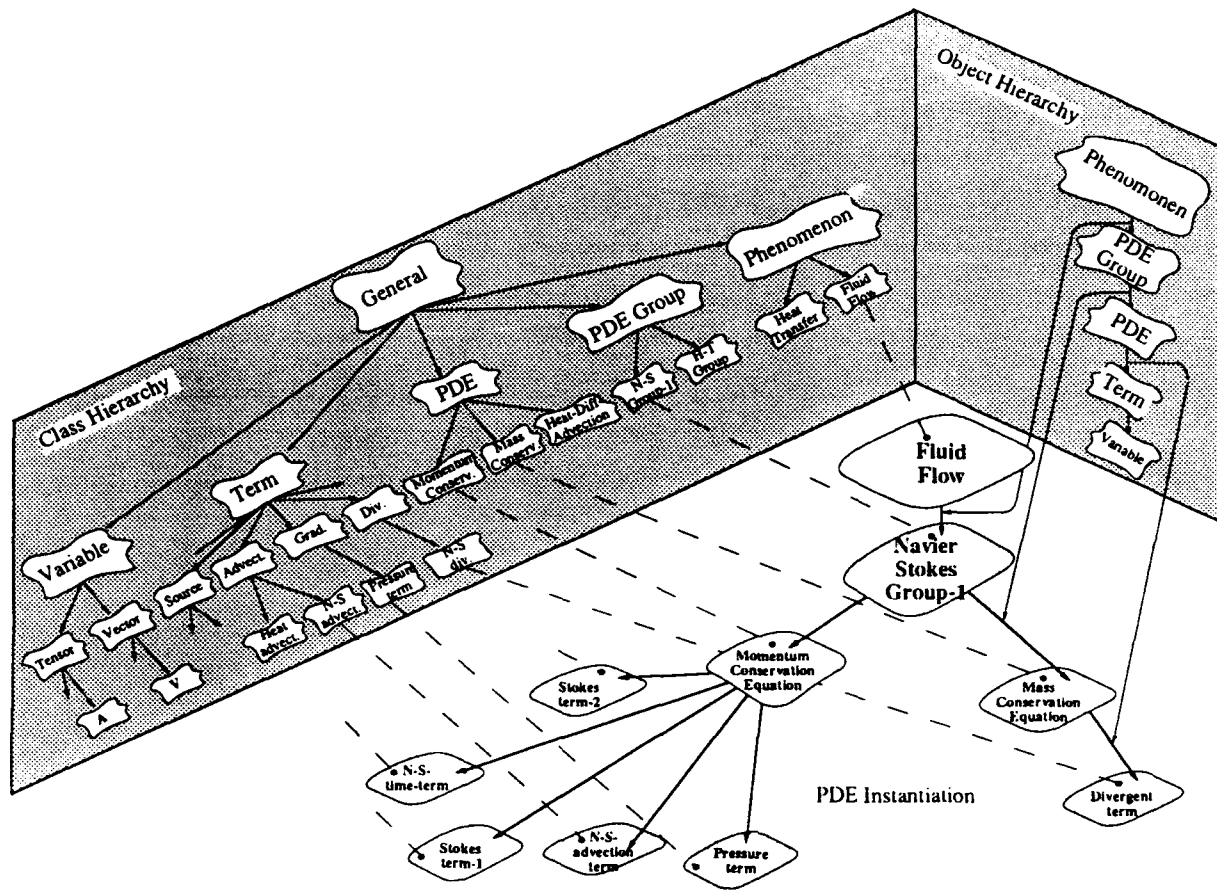 Object Hierarchy
Phenomonen
PDE
Group
PDE
Term
Variable
Class Hierarchy
General
Phenomenon
Heat
Transfer
Fluid
Flow
PDE Group
N-S
Group-1
H-T
Group
PDE
Momentum
Conserv.
Mass
Conserv.
Heat-Diff.
Advection
Term
Source
Advect.
Grad.
Div.
Heat
advect.
N-S
advect.
Pressure
term
N-S
div
Variable
Tensor
Vector
A
V
Fluid
Flow
Navier
Stokes
Group-1
Momentum
Conservation
Equation
Mass
Conservation
Equation
Stokes
term-2
N-S-
time-term
Stokes
term-1
N-S-
advection
term
Pressure
term
Divergent
term
PDE Instantiation